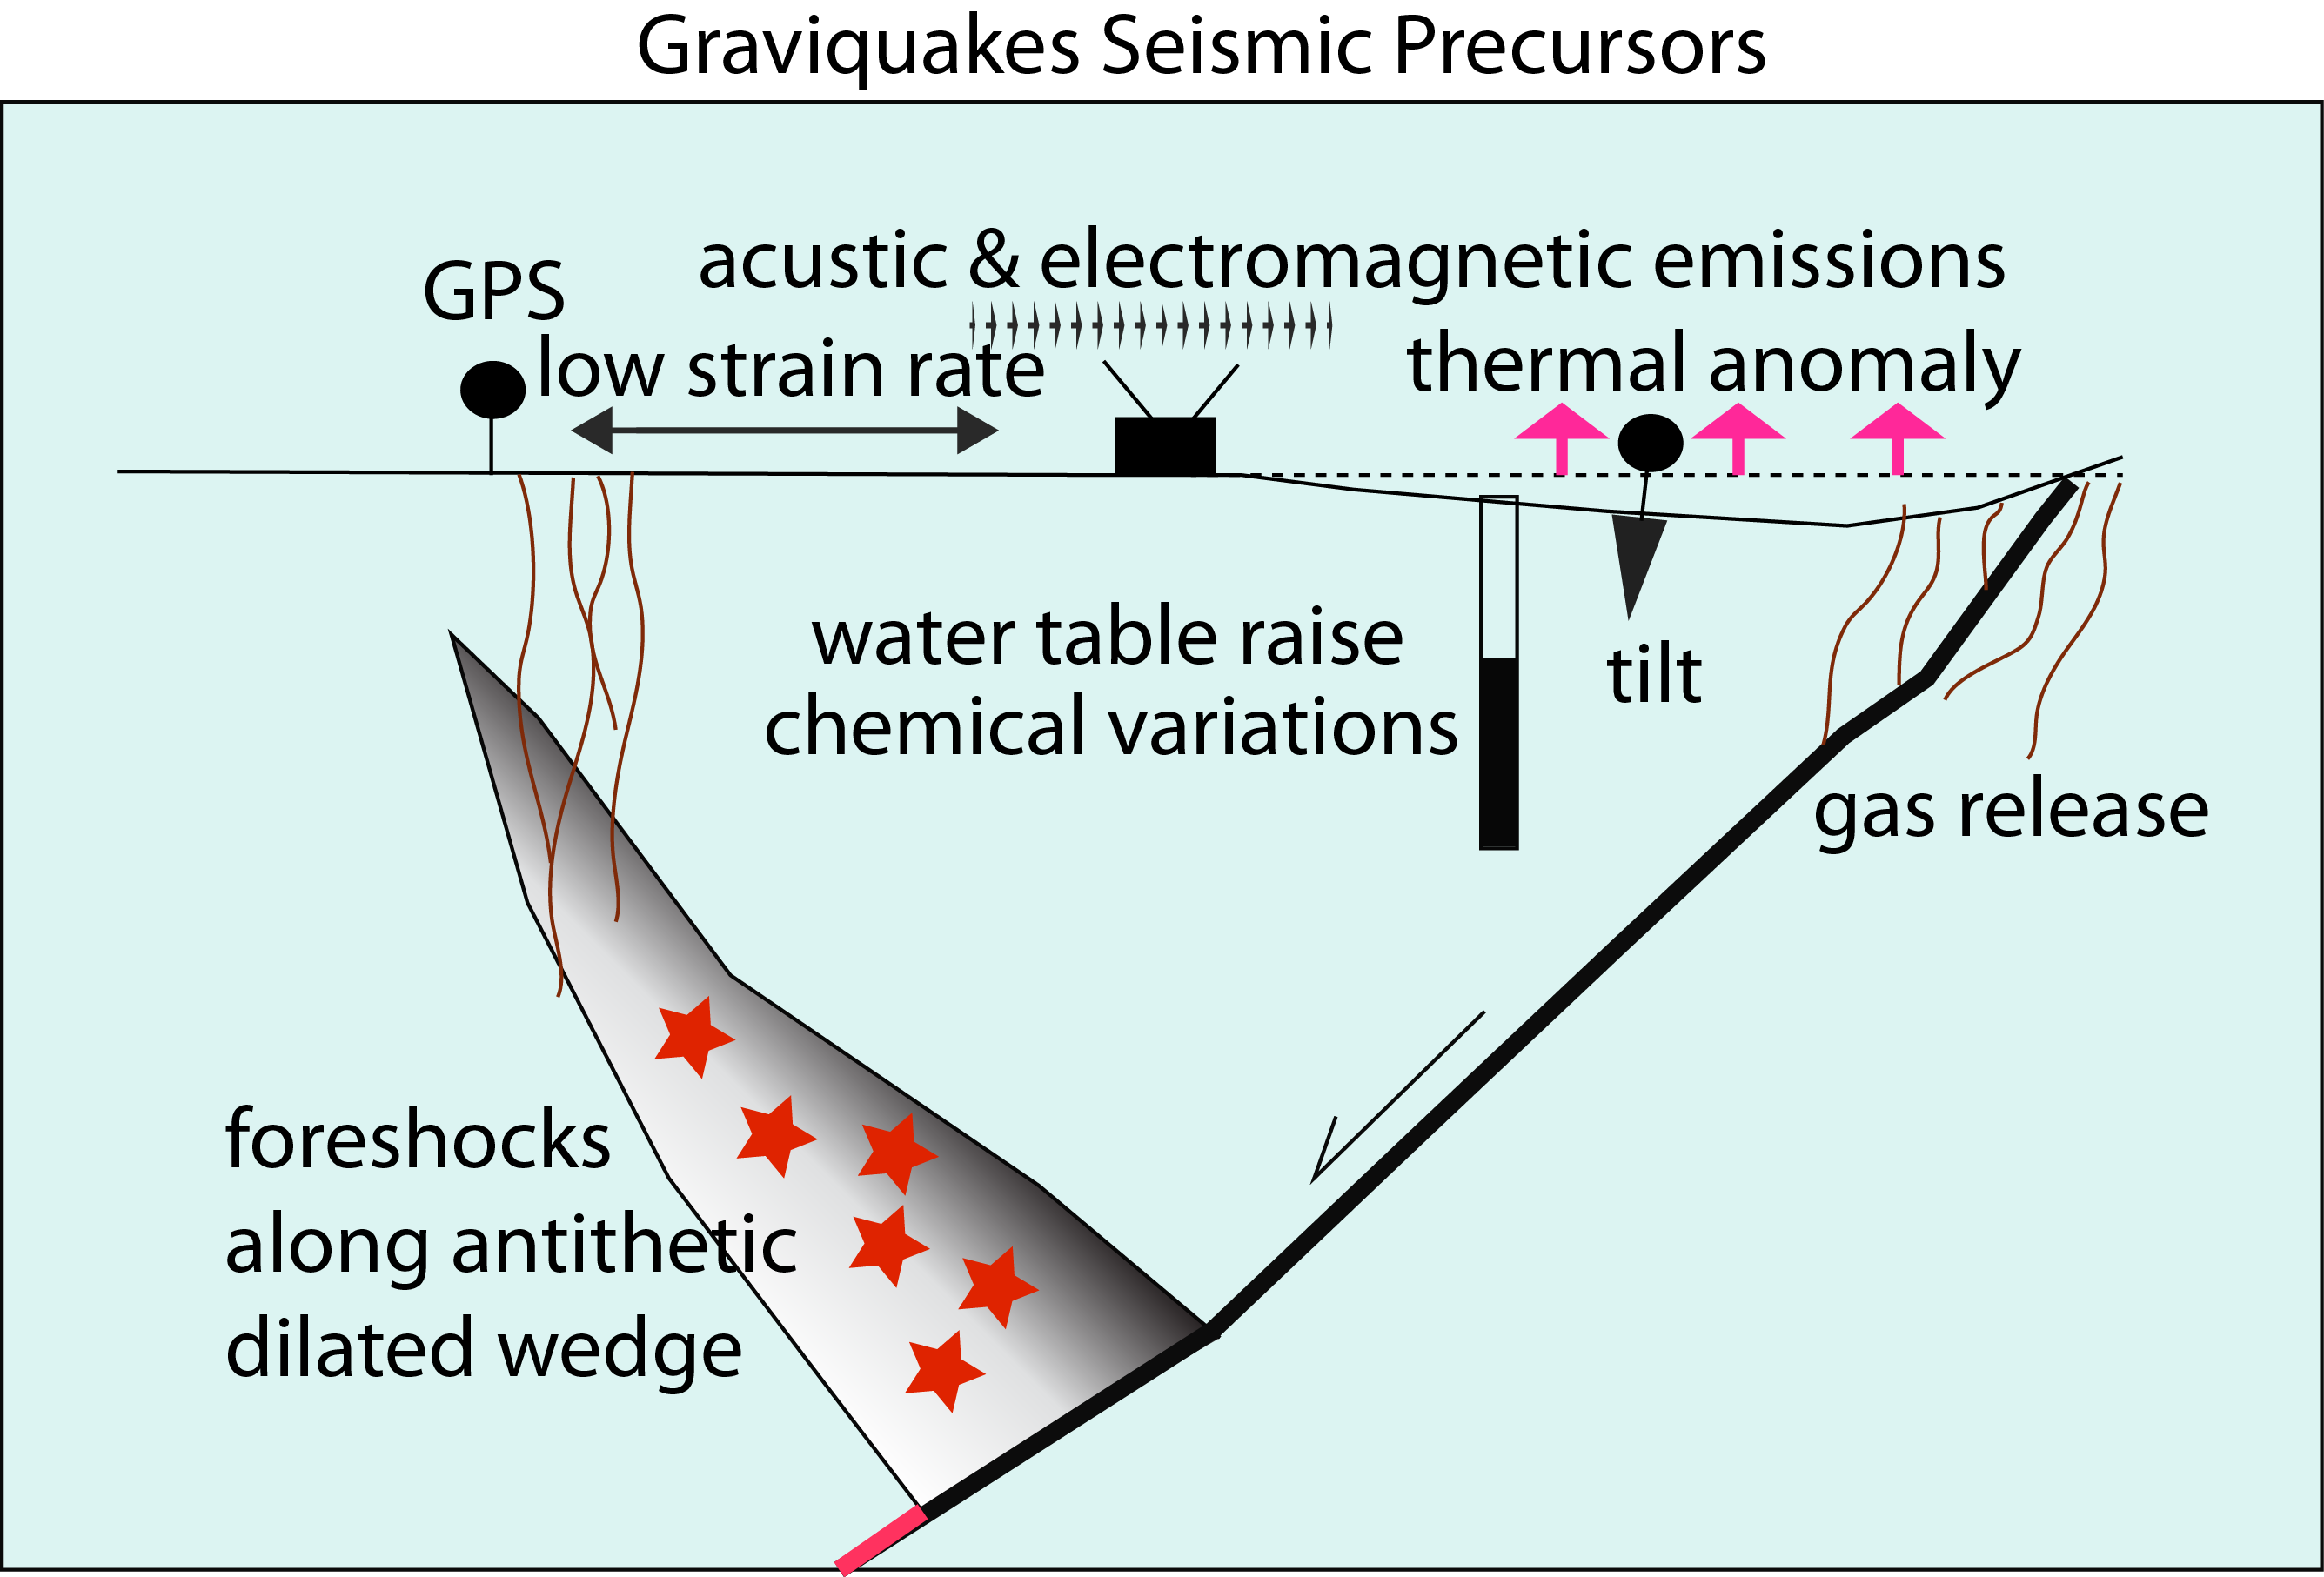 Graviquakes Seismic Precursors
acustic & electromagnetic emissions
GPS
low strain rate
thermal anomaly
water table raise
chemical variations
tilt
gas release
foreshocks
along antithetic
dilated wedge